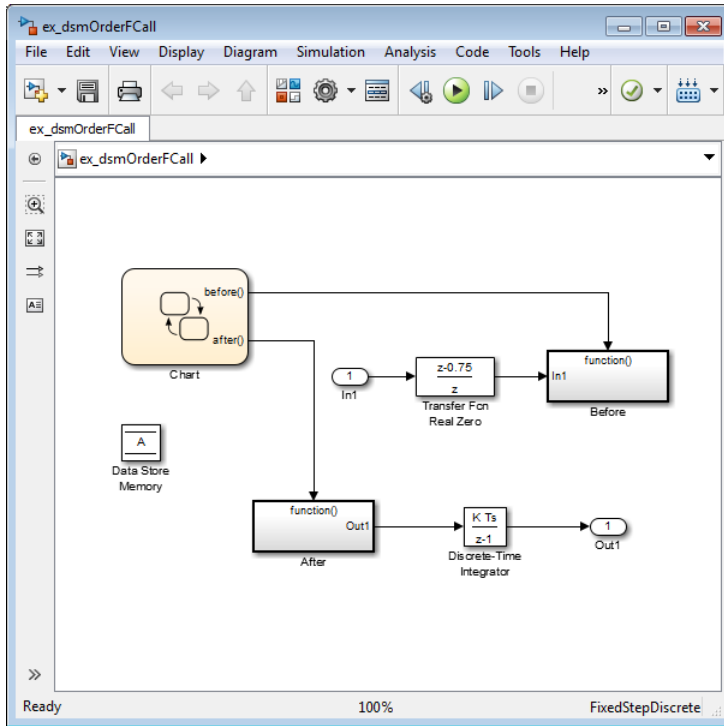 ex_dsmOrderFCall
File Edit View Display Diagram Simulation Analysis Code Tools Help
»
ex_dsmOrderFCall
ex_dsmOrderFCall
before()
after()
Chart
1
In1
z-0.75
z
Transfer Fcn
Real Zero
function()
In1
Before
A
Data Store
Memory
function()
Out1
After
K Ts
z-1
Discrete-Time
Integrator
1
Out1
»
Ready 100% FixedStepDiscrete